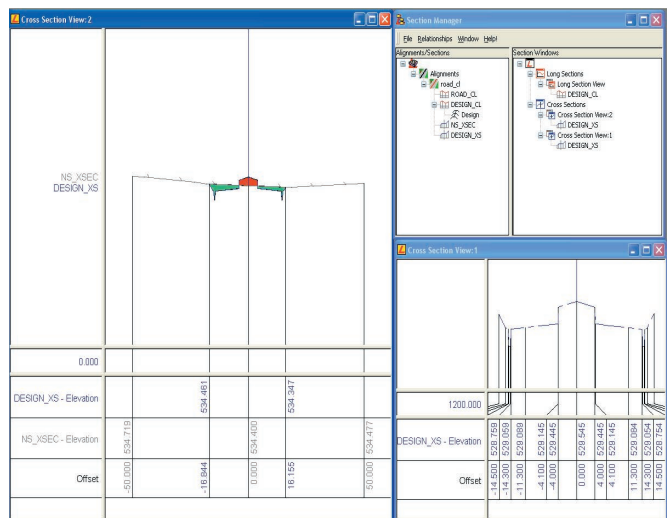 Cross Section View:2
NS_XSEC
DESIGN_XS
0.000
DESIGN_XS - Elevation
534.461
534.347
NS_XSEC - Elevation
534.719
534.400
534.477
Offset
-50.000
-16.844
0.000
16.155
50.000
Section Manager
File Relationships Window Help!
Alignments/Sections
Alignments
road_cl
ROAD_CL
DESIGN_CL
Design
NS_XSEC
DESIGN_XS
Section Windows
Long Sections
Long Section View
DESIGN_CL
Cross Sections
Cross Section View:2
DESIGN_XS
Cross Section View:1
DESIGN_XS
Cross Section View:1
1200.000
DESIGN_XS - Elevation
528.759
529.059
529.089
529.145
529.445
529.545
529.445
529.145
529.084
529.054
528.754
Offset
-14.500
-14.300
-11.300
-4.100
-4.000
0.000
4.000
4.100
11.300
14.300
14.500